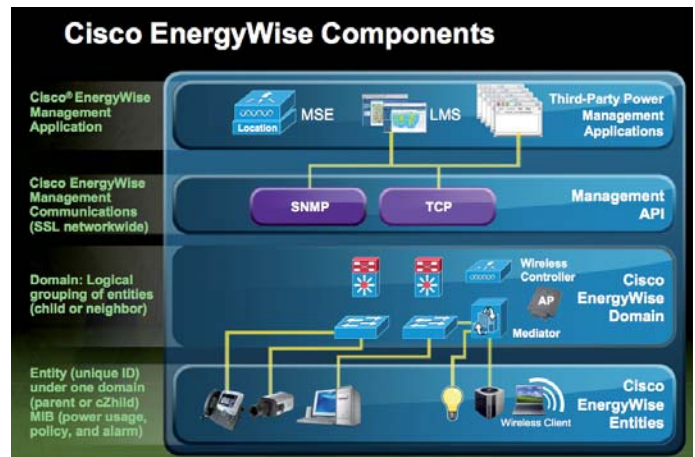 Cisco EnergyWise Components
Cisco® EnergyWise
Management
Application
Location
MSE
LMS
Third-Party Power
Management
Applications
Cisco EnergyWise
Management
Communications
(SSL networkwide)
SNMP
TCP
Management
API
Domain: Logical
grouping of entities
(child or neighbor)
Wireless
Controller
AP
Mediator
Cisco
EnergyWise
Domain
Entity (unique ID)
under one domain
(parent or cZhild)
MIB (power usage,
policy, and alarm)
Wireless Client
Cisco
EnergyWise
Entities